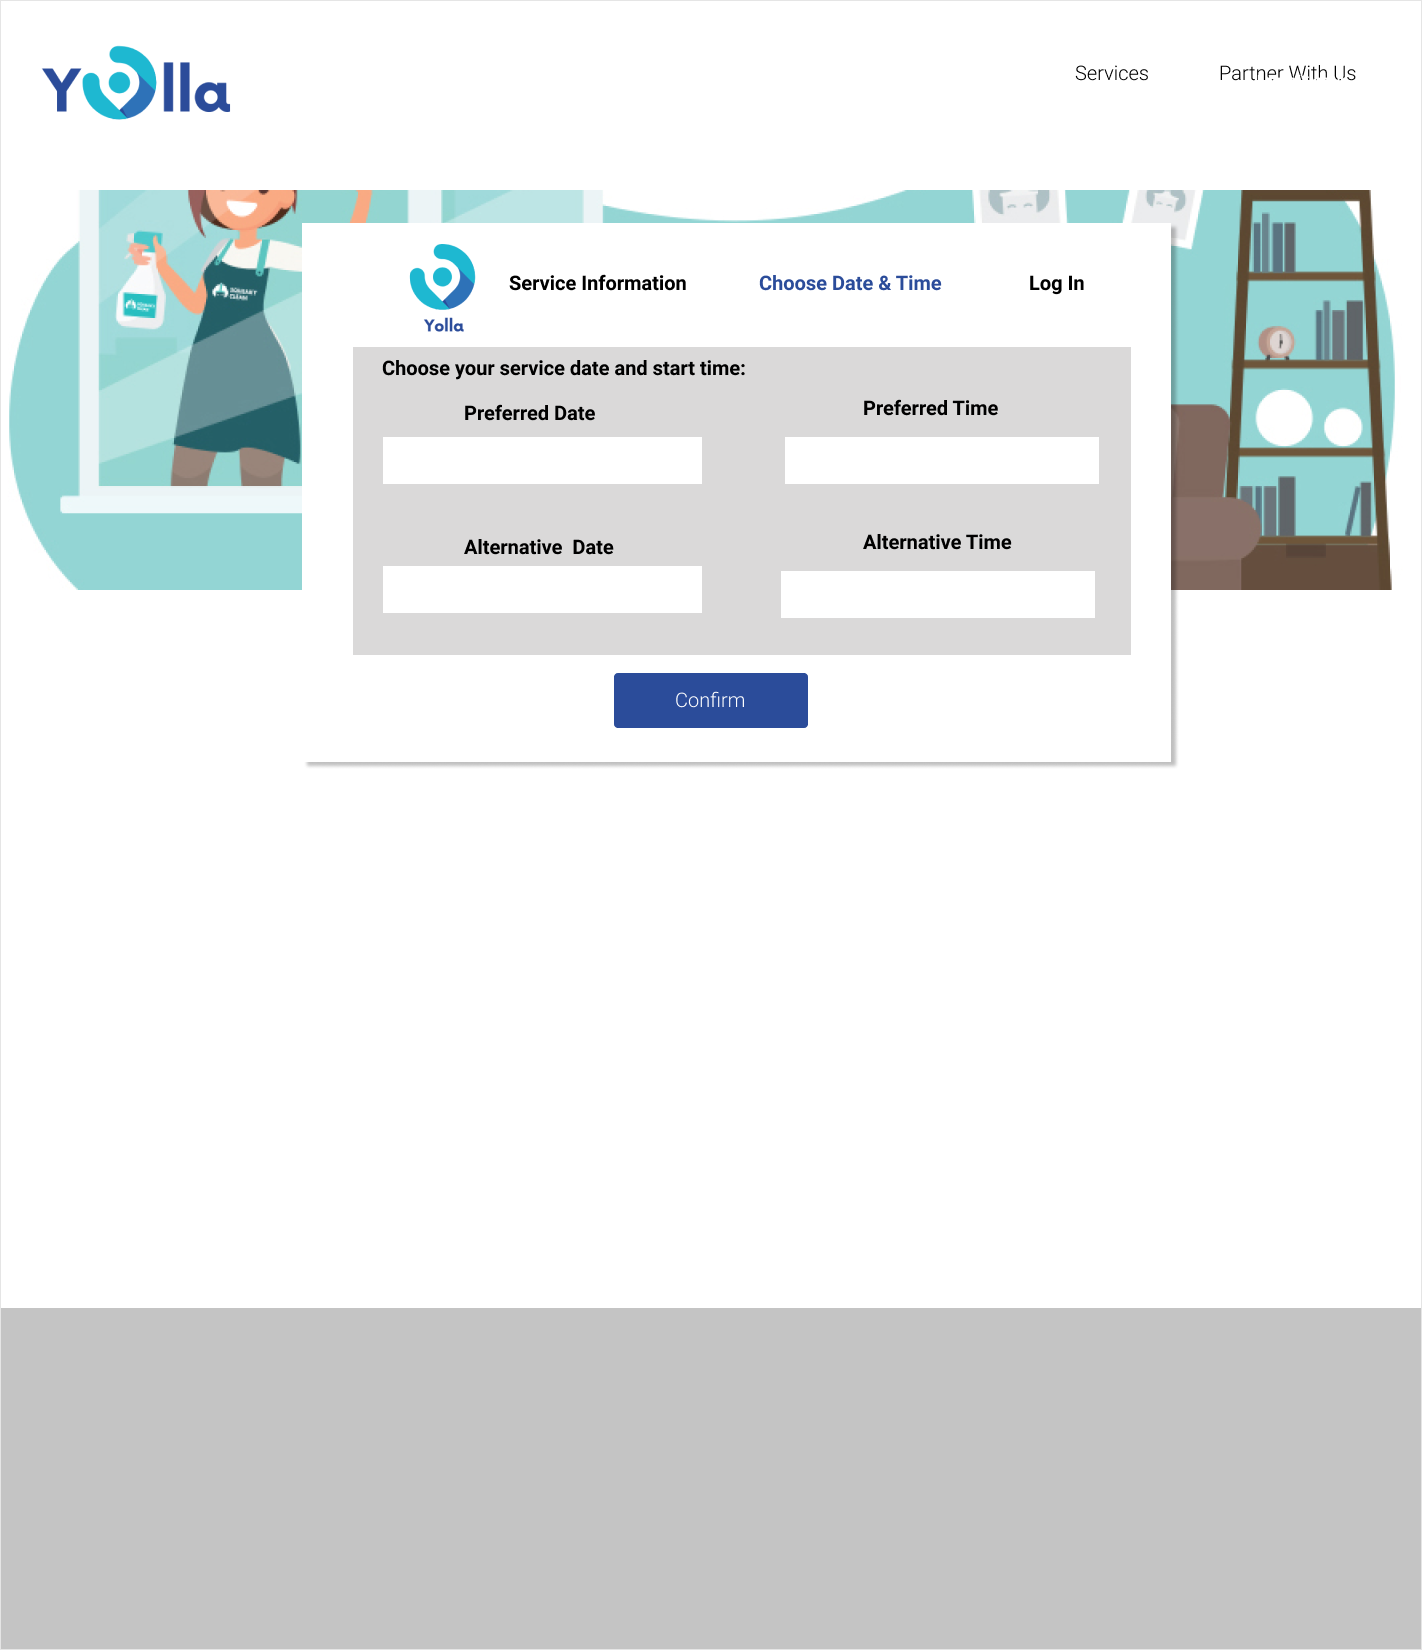 Yolla
Services
Partner With Us
Yolla
Service Information
Choose Date & Time
Log In
Choose your service date and start time:
Preferred Date
Preferred Time
Alternative  Date
Alternative Time
Confirm